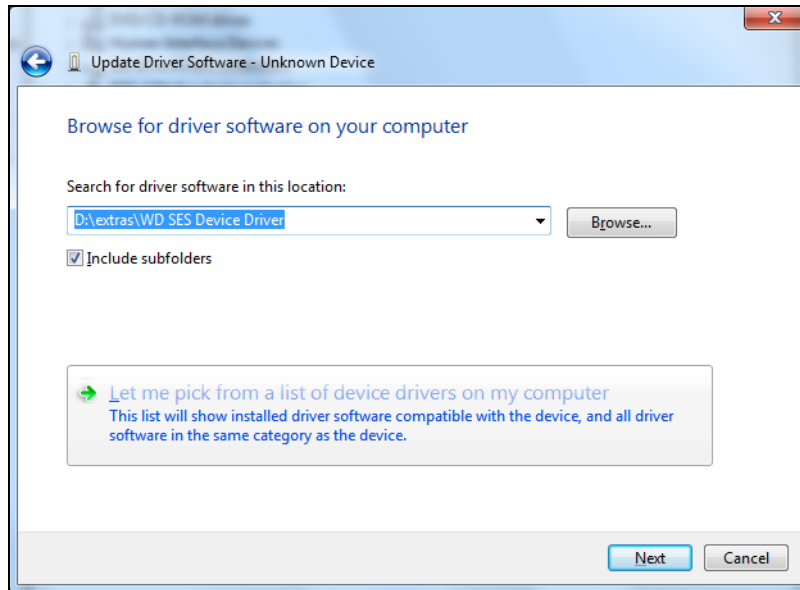 Update Driver Software - Unknown Device
Browse for driver software on your computer
Search for driver software in this location:
D:\extras\WD SES Device Driver
Browse...
Include subfolders
Let me pick from a list of device drivers on my computer
This list will show installed driver software compatible with the device, and all driver
software in the same category as the device.
Next
Cancel